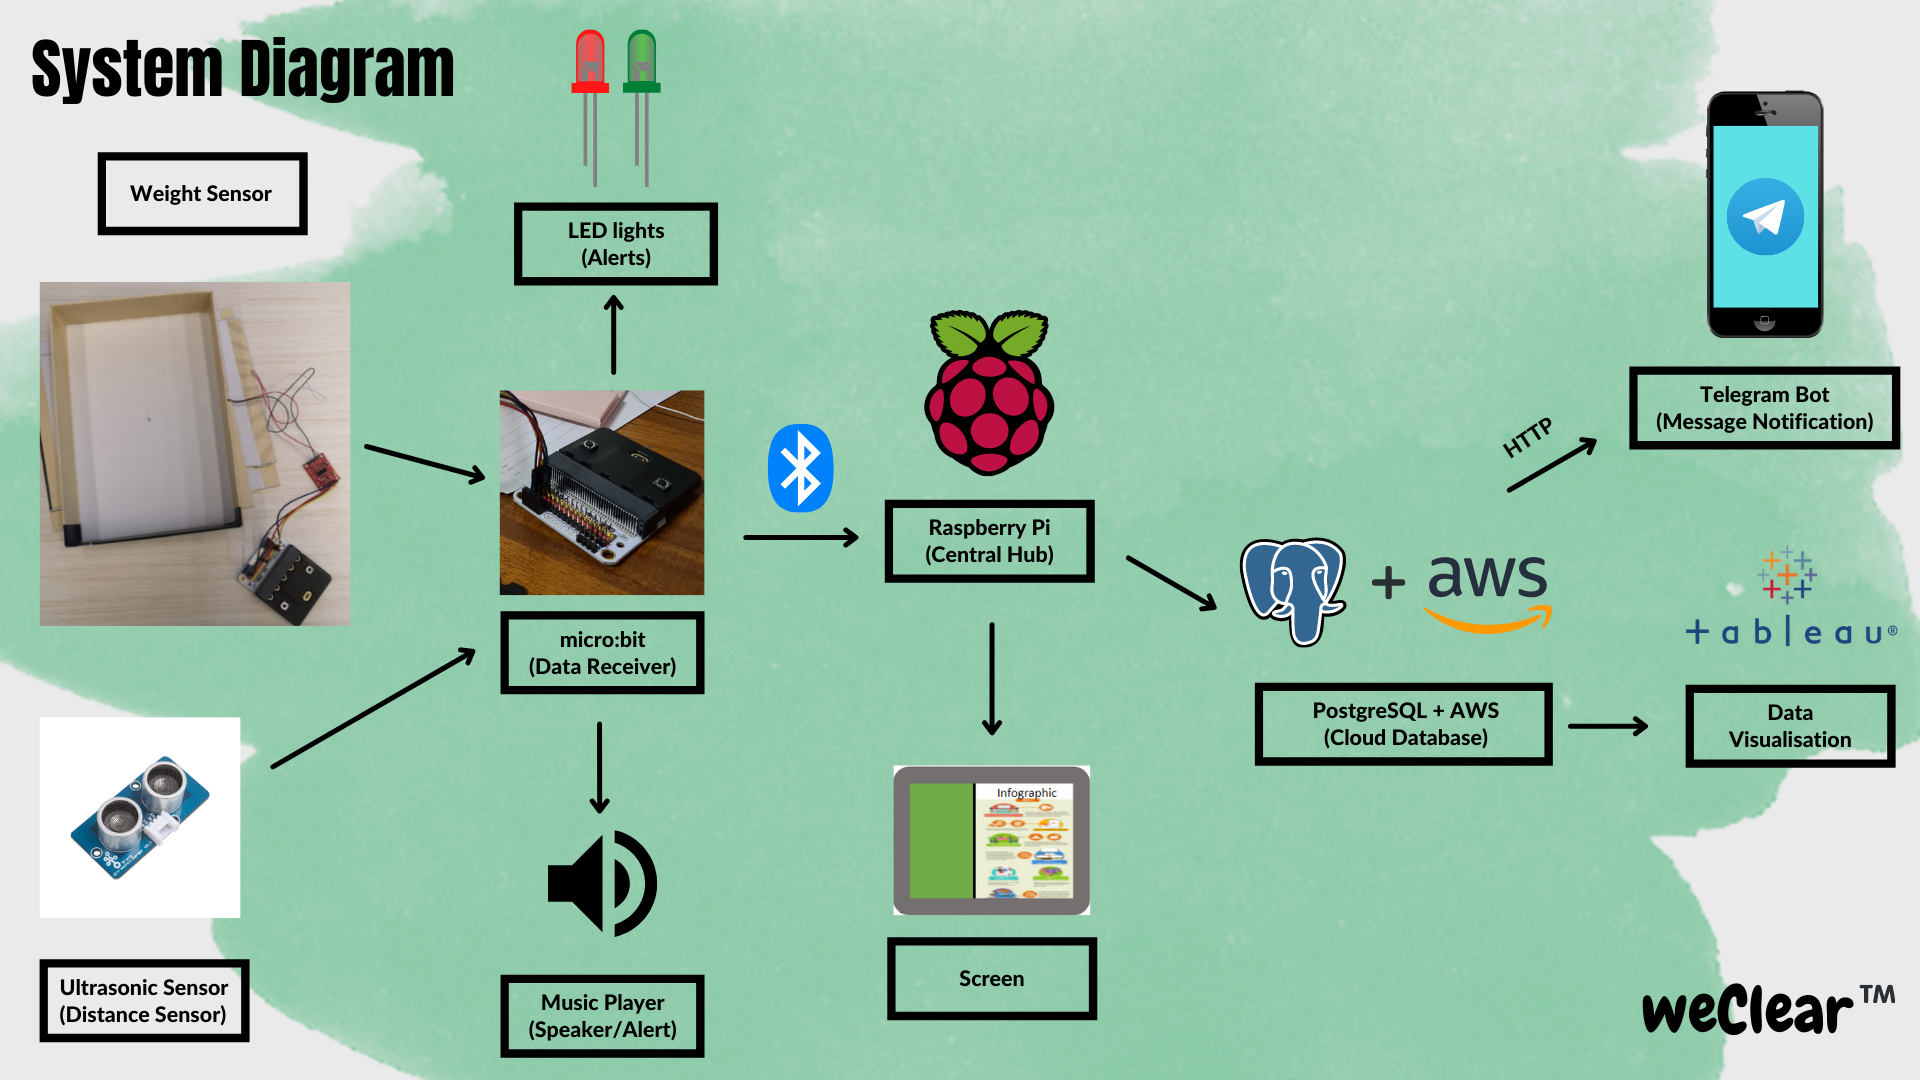 System Diagram
Weight Sensor
LED lights
(Alerts)
micro:bit
(Data Receiver)
Ultrasonic Sensor
(Distance Sensor)
Music Player
(Speaker/Alert)
Raspberry Pi
(Central Hub)
Infographic
Screen
+
aws
PostgreSQL + AWS
(Cloud Database)
HTTP
Telegram Bot
(Message Notification)
+ableau®
Data
Visualisation
weClear™